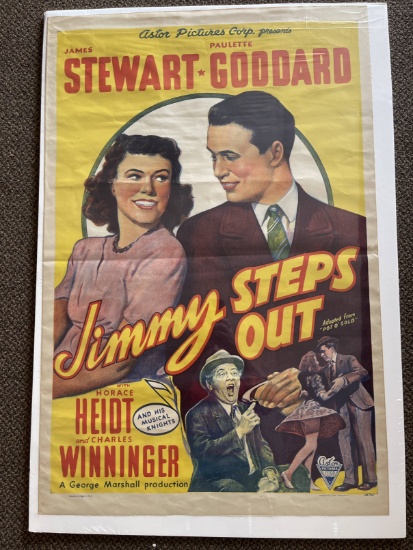 Astor Pictures Corp. presents
JAMES PAULETTE
STEWART ★ GODDARD
Jimmy STEPS
OUT
Adapted from
"POT O' GOLD"
WITH
HORACE
HEIDT
AND HIS
MUSICAL
KNIGHTS
and CHARLES
WINNINGER
A George Marshall production
Astor